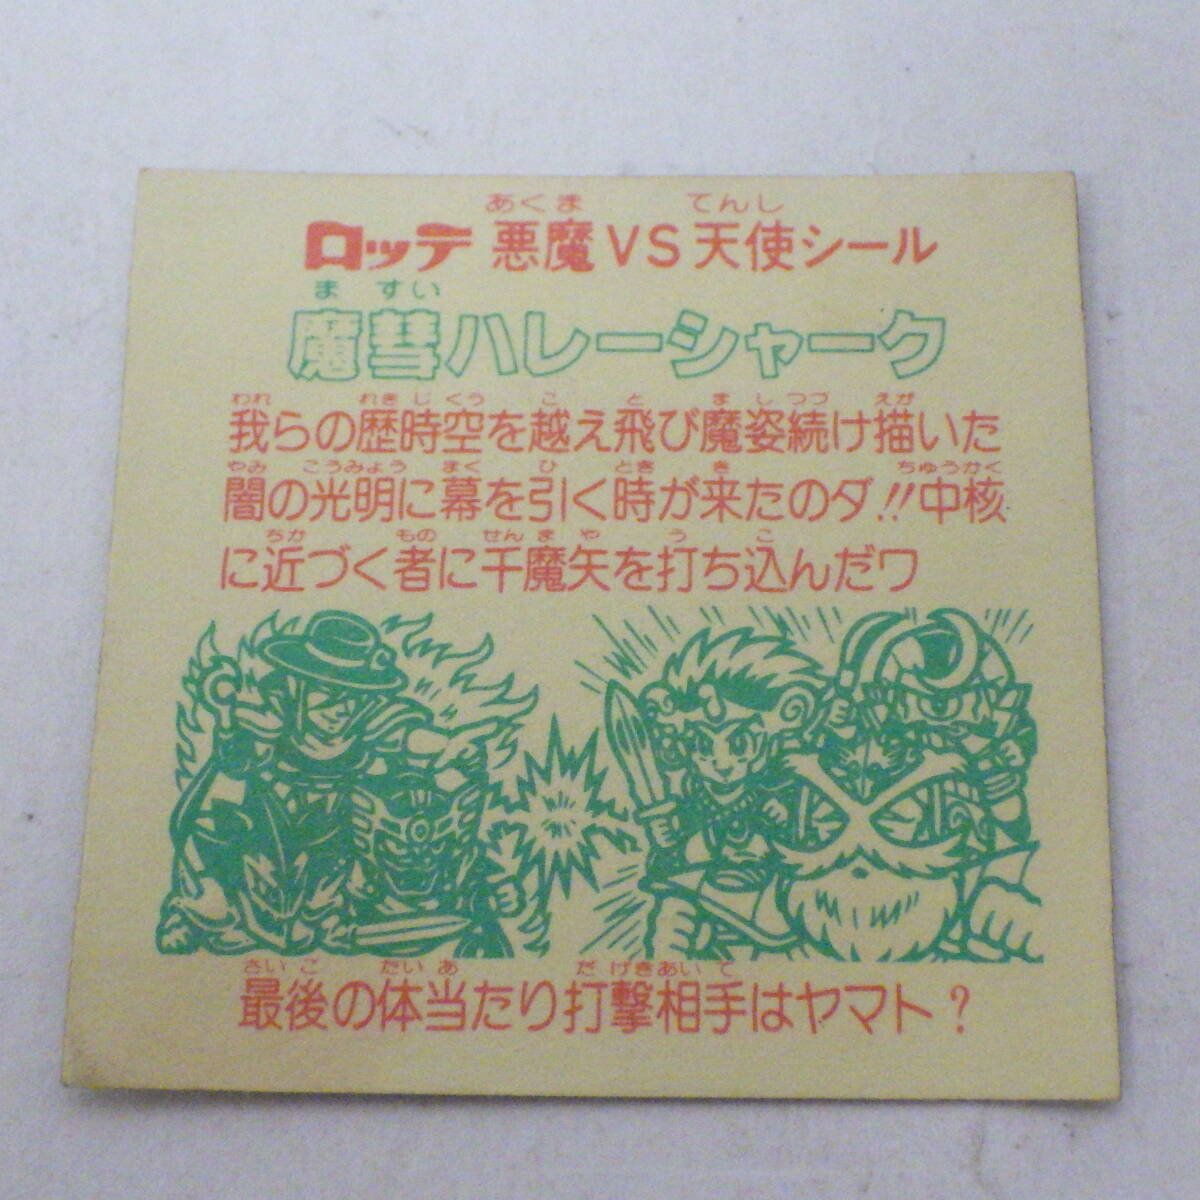 あくま てんし
ロッテ 悪魔VS天使シール
ま すい
魔彗ハレーシャーク
われ れき じ くう こ と ま し つづ えが
我らの歴時空を越え飛び魔姿続け描いた
やみ こうみょう まく ひ とき き ちゅうかく
闇の光明に幕を引く時が来たのダ!!中核
ちか もの せん ま や う こ
に近づく者に千魔矢を打ち込んだワ
さい ご たい あ だ げき あい て
最後の体当たり打撃相手はヤマト?